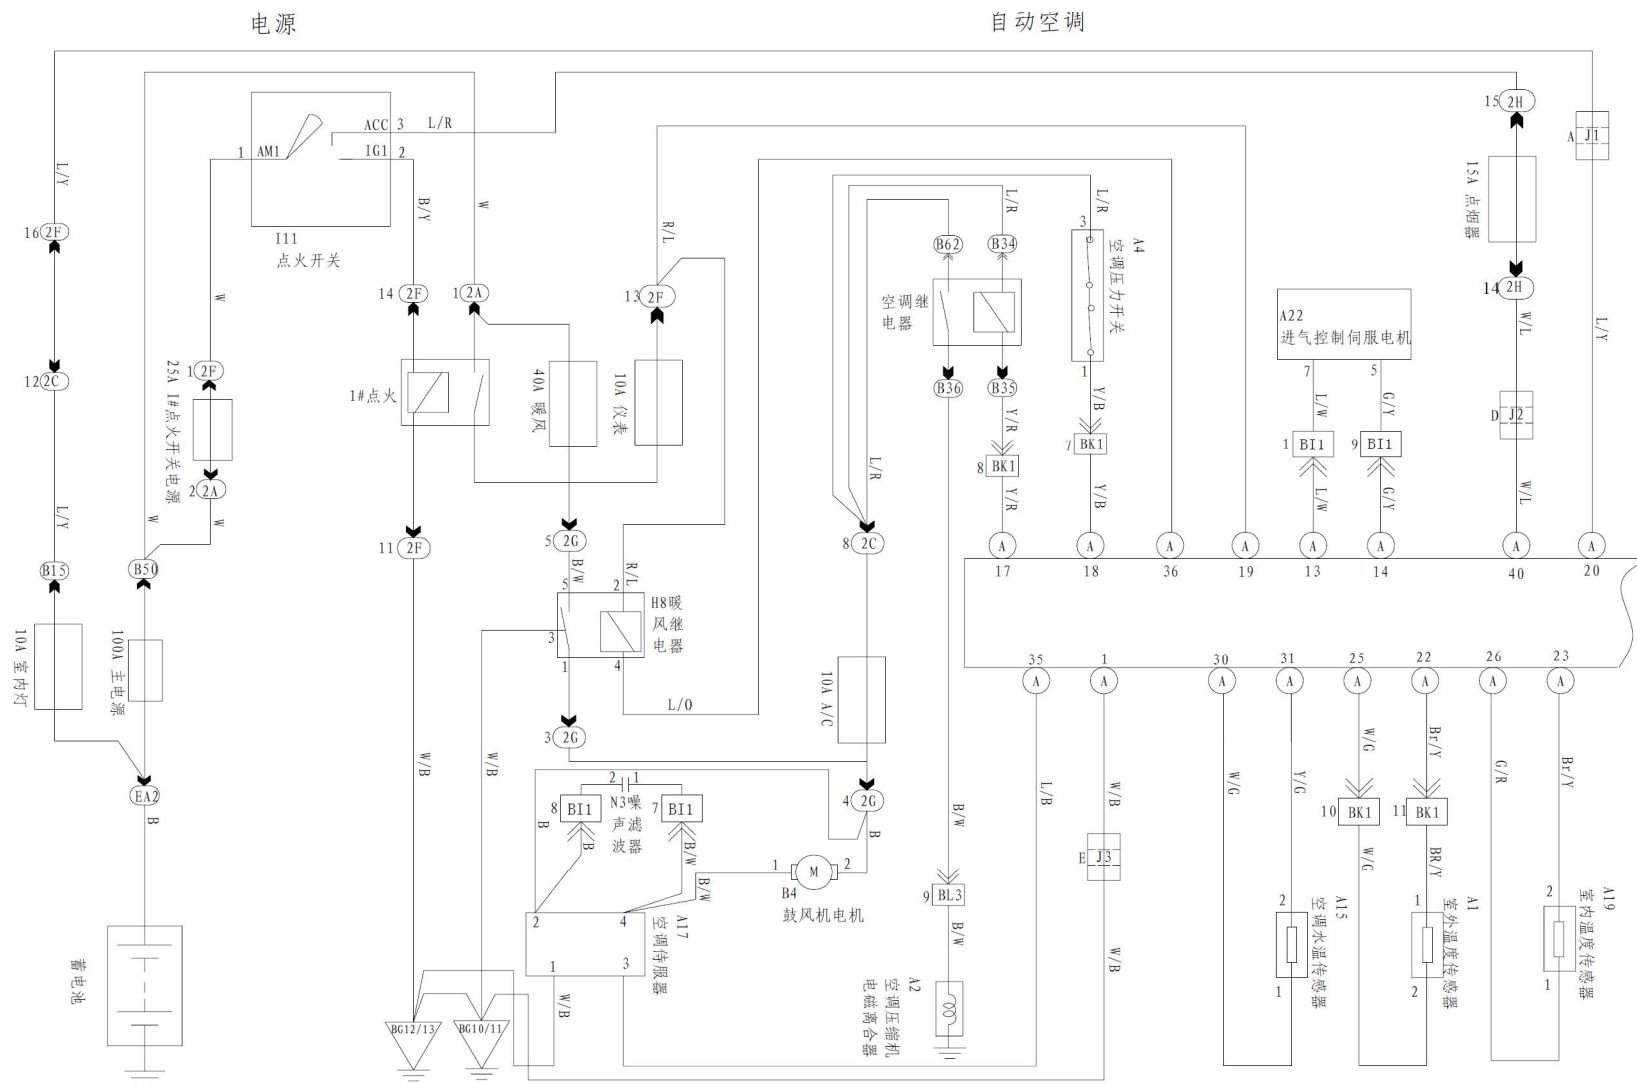 电源
自动空调
15
2H
A
J1
ACC
3
L/R
1
AM1
IG1
2
I11
点火开关
L/Y
16
2F
B/Y
W
W
R/L
L/R
L/R
3
A4
空调压力开关
1
B62
B34
空调继
电器
B36
B35
15A 点烟器
14
2H
W/L
L/Y
A22
进气控制伺服电机
7
5
L/W
G/Y
14
2F
1
2A
13
2F
12
2C
1
2F
25A I#点火开关电源
2
2A
W
1#点火
40A 暖风
10A 仪表
Y/R
Y/B
7
BK1
8
BK1
Y/R
Y/B
1
BI1
9
BI1
L/W
G/Y
D
J2
W/L
L/R
L/Y
W
B15
B50
11
2F
5
2G
B/W
R/L
8
2C
A
A
A
A
A
A
A
A
17
18
36
19
13
14
40
20
5
2
3
1
4
H8暖
风继
电器
10A 室内灯
100A 主电源
L/O
10A A/C
35
1
30
31
25
22
26
23
A
A
A
A
A
A
A
A
3
2G
W/B
W/B
EA2
B
2
1
8
BI1
N3噪
声滤
波器
7
BI1
4
2G
B
B
B
B/W
B/W
1
M
2
B4
鼓风机电机
B/W
9
BL3
B/W
L/B
W/B
E
J3
W/B
W/G
Y/G
W/G
Br/Y
G/R
Br/Y
10
BK1
11
BK1
W/G
BR/Y
2
A15
空调水温传感器
1
1
A1
室外温度传感器
2
2
A19
室内温度传感器
1
2
4
A17
空调侍服器
1
3
W/B
蓄电池
BG12/13
BG10/11
A2
空调压缩机
电磁离合器